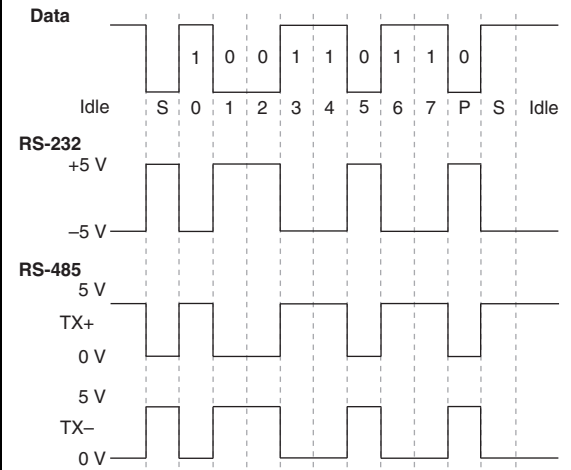 Data
1 0 0 1 1 0 1 1 0
Idle S 0 1 2 3 4 5 6 7 P S Idle
RS-232
+5 V
–5 V
RS-485
5 V
TX+
0 V
5 V
TX–
0 V